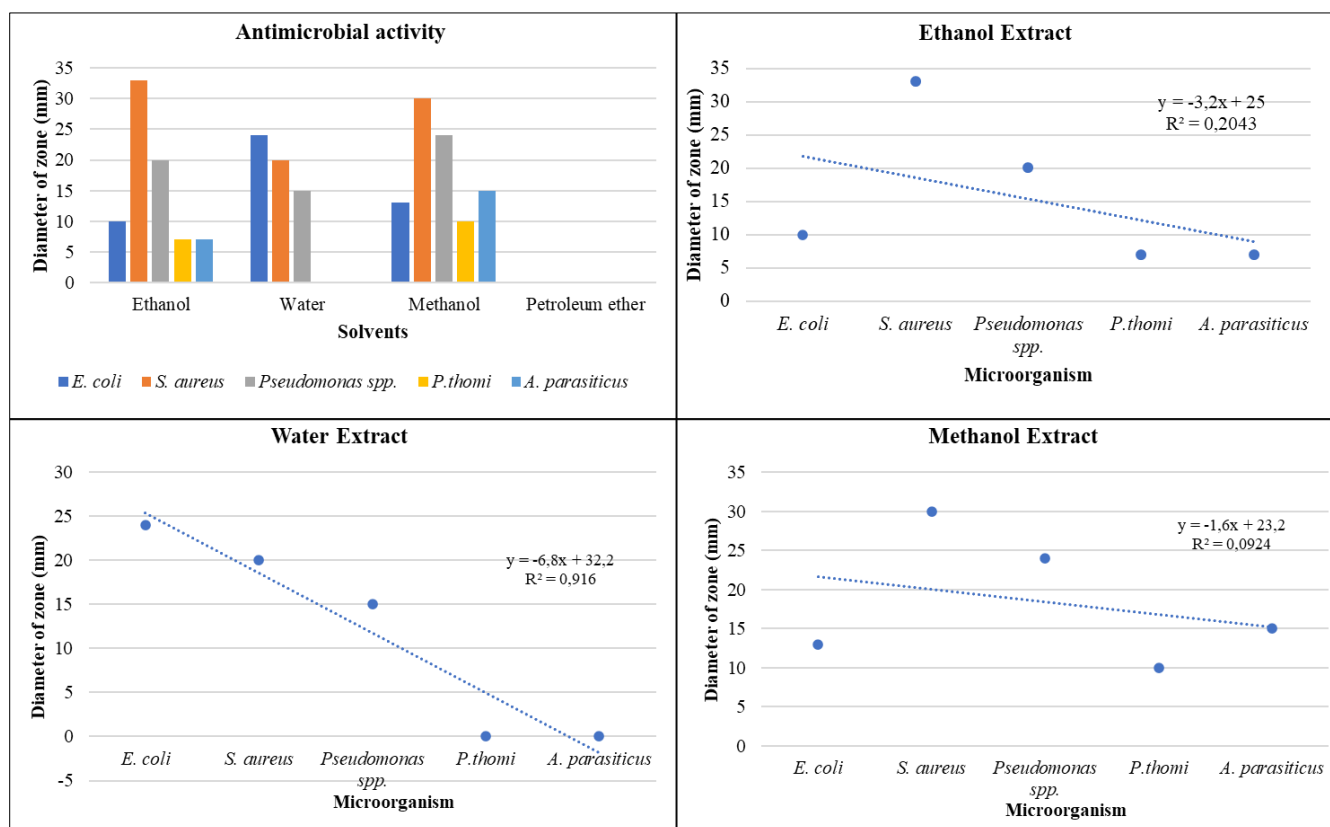 Antimicrobial activity
Diameter of zone (mm)
35
30
25
20
15
10
5
0
Ethanol Water Methanol Petroleum ether
Solvents
E. coli S. aureus Pseudomonas spp. P.thomi A. parasiticus
Ethanol Extract
Diameter of zone (mm)
35
30
25
20
15
10
5
0
y = -3,2x + 25
R² = 0,2043
E. coli S. aureus Pseudomonas P.thomi A. parasiticus
spp.
Microorganism
Water Extract
Diameter of zone (mm)
30
25
20
15
10
5
0
-5
y = -6,8x + 32,2
R² = 0,916
E. coli S. aureus Pseudomonas P.thomi A. parasiticus
spp.
Microorganism
Methanol Extract
Diameter of zone (mm)
35
30
25
20
15
10
5
0
y = -1,6x + 23,2
R² = 0,0924
E. coli S. aureus Pseudomonas P.thomi A. parasiticus
spp.
Microorganism